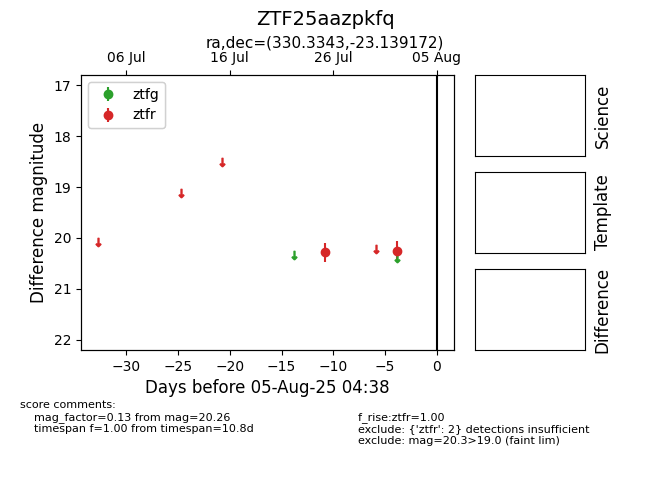 ZTF25aazpkfq
ra,dec=(330.3343,-23.139172)
06 Jul
16 Jul
26 Jul
05 Aug
ztfg
ztfr
17
18
19
20
21
22
Difference magnitude
−30
−25
−20
−15
−10
−5
0
Days before 05-Aug-25 04:38
Science
Template
Difference
score comments:
mag_factor=0.13 from mag=20.26
timespan f=1.00 from timespan=10.8d
f_rise:ztfr=1.00
exclude: {'ztfr': 2} detections insufficient
exclude: mag=20.3>19.0 (faint lim)